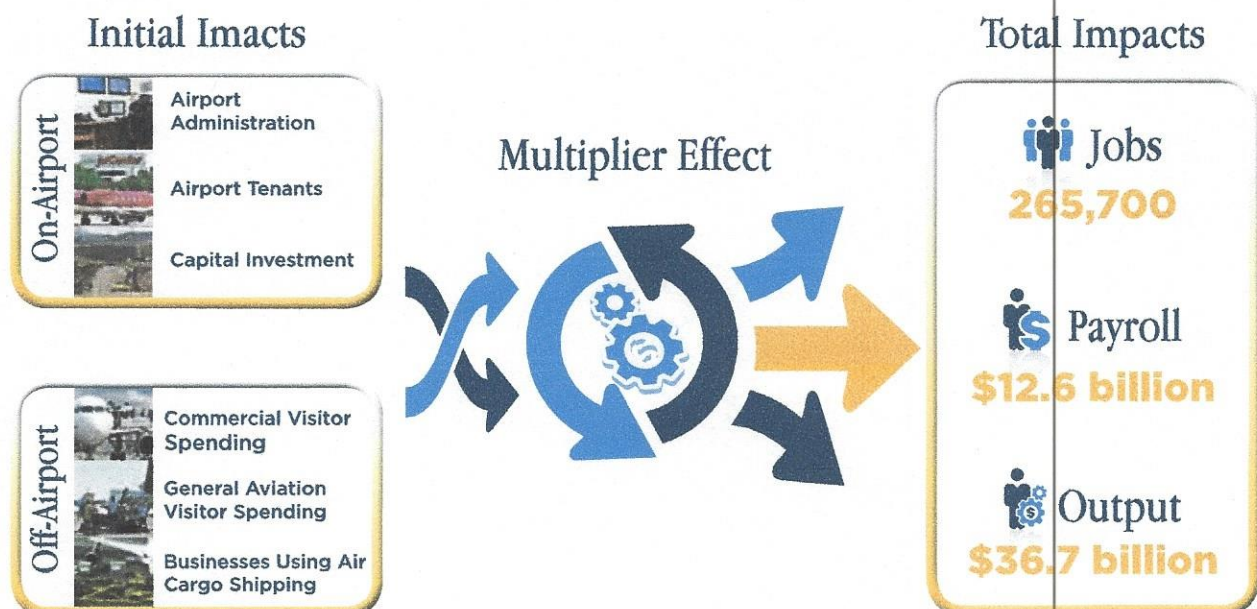 Initial Imacts
On-Airport
Airport
Administration
Airport Tenants
Capital Investment
Off-Airport
Commercial Visitor
Spending
General Aviation
Visitor Spending
Businesses Using Air
Cargo Shipping
Multiplier Effect
Total Impacts
Jobs
265,700
$ Payroll
$12.6 billion
$ Output
$36.7 billion